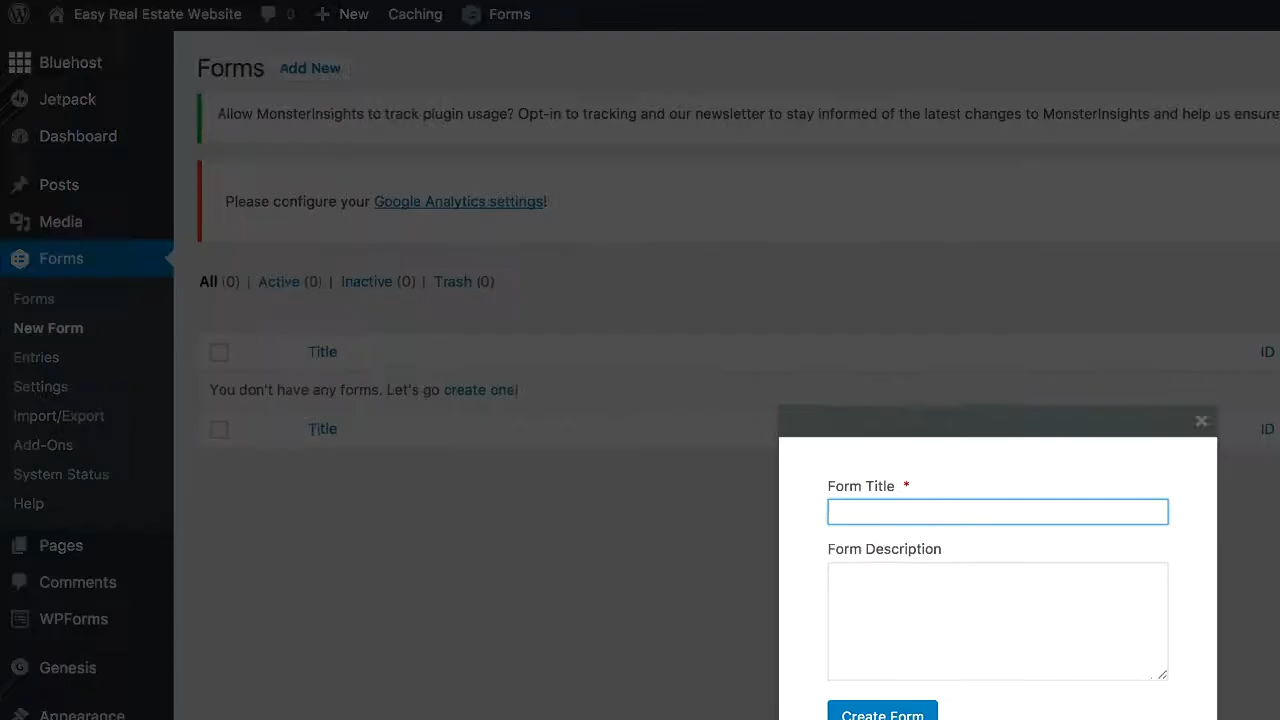 Easy Real Estate Website 0 New Caching Forms
Bluehost
Jetpack
Dashboard
Posts
Media
Forms
Forms
New Form
Entries
Settings
Import/Export
Add-Ons
System Status
Help
Pages
Comments
WPForms
Genesis
Appearance
Forms Add New
Allow MonsterInsights to track plugin usage? Opt-in to tracking and our newsletter to stay informed of the latest changes to MonsterInsights and help us ensure
Please configure your Google Analytics settings!
All (0) | Active (0) | Inactive (0) | Trash (0)
Title ID
You don't have any forms. Let's go create one!
Title ID
Form Title *
Form Description
Create Form